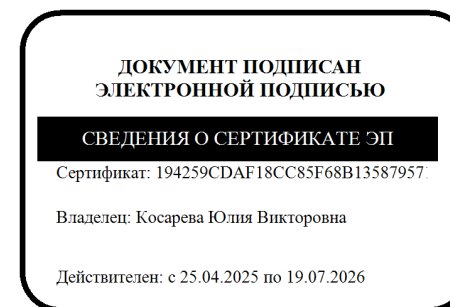 ДОКУМЕНТ ПОДПИСАН
ЭЛЕКТРОННОЙ ПОДПИСЬЮ
СВЕДЕНИЯ О СЕРТИФИКАТЕ ЭП
Сертификат: 194259CDAF18CC85F68B13587957
Владелец: Косарева Юлия Викторовна
Действителен: с 25.04.2025 по 19.07.2026